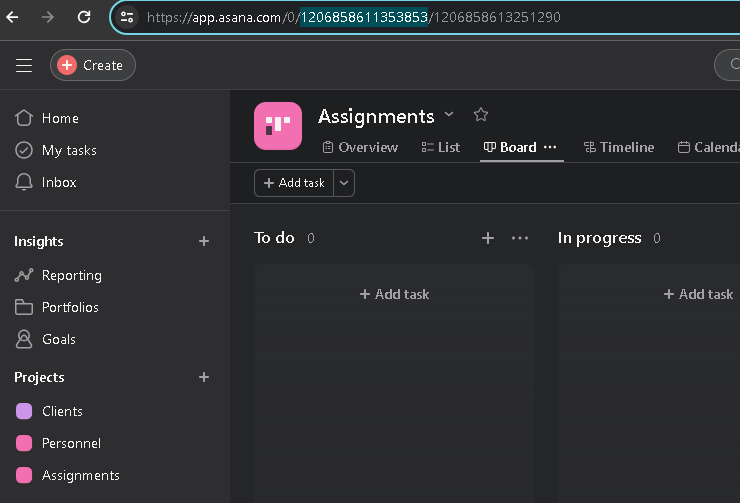 https://app.asana.com/0/1206858611353853/1206858613251290
Create
Home
My tasks
Inbox
Insights
Reporting
Portfolios
Goals
Projects
Clients
Personnel
Assignments
Assignments
Overview List Board Timeline Calenda
Add task
To do 0
In progress 0
+ Add task
+ Add task